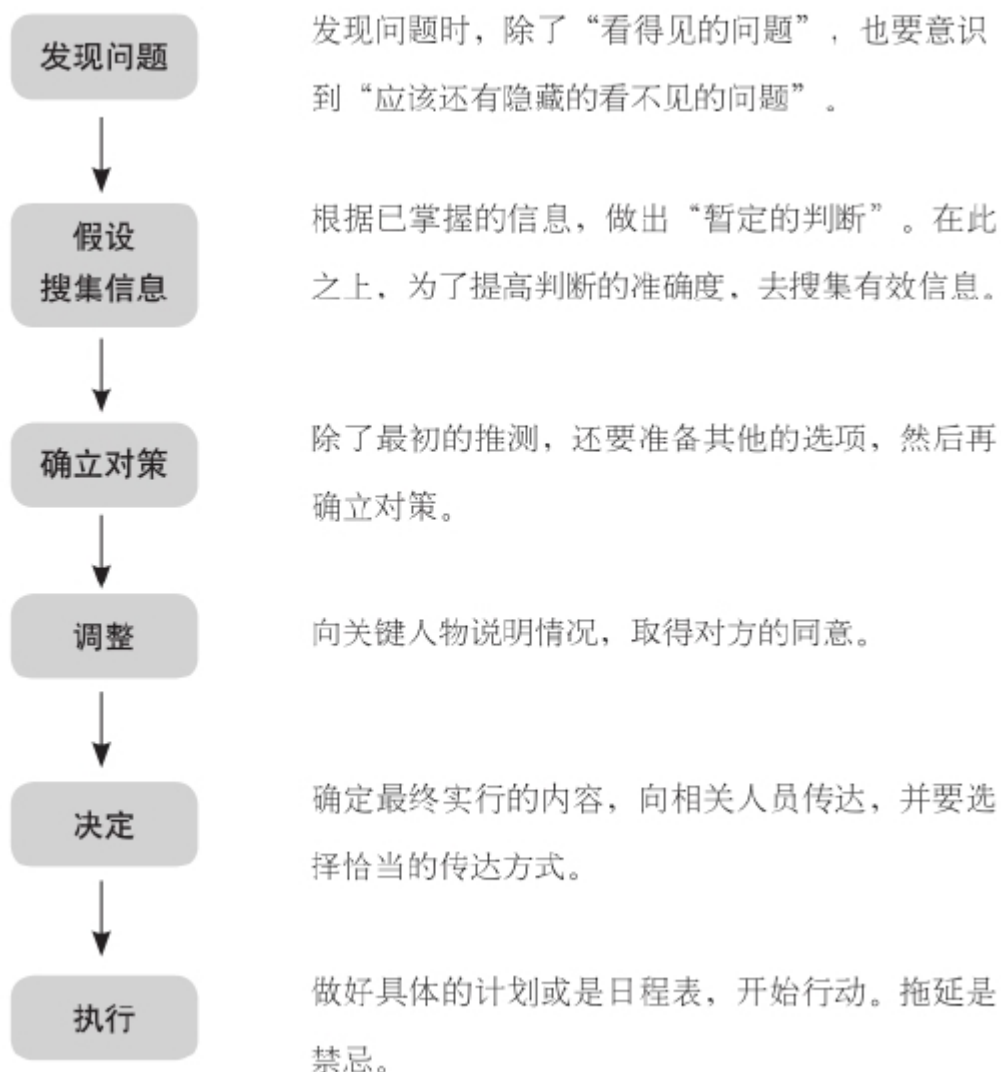 发现问题
发现问题时，除了“看得见的问题”，也要意识
到“应该还有隐藏的看不见的问题”。
假设
搜集信息
根据已掌握的信息，做出“暂定的判断”。在此
之上，为了提高判断的准确度，去搜集有效信息。
确立对策
除了最初的推测，还要准备其他的选项，然后再
确立对策。
调整
向关键人物说明情况，取得对方的同意。
决定
确定最终实行的内容，向相关人员传达，并要选
择恰当的传达方式。
执行
做好具体的计划或是日程表，开始行动。拖延是
禁忌。